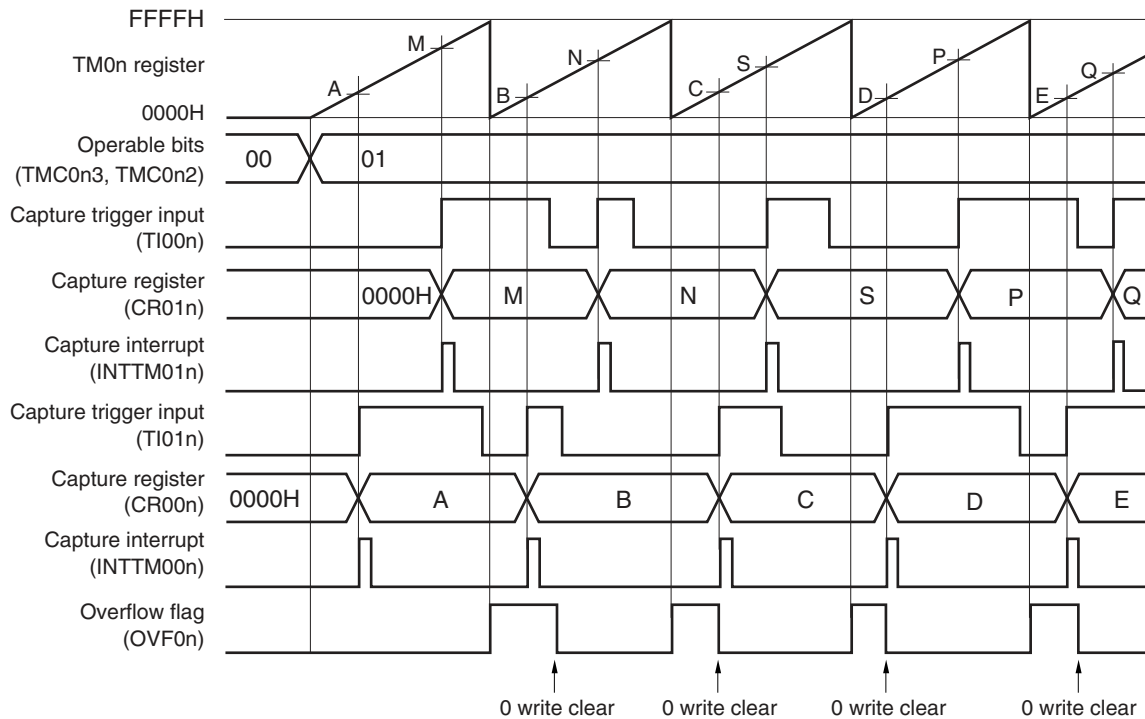 FFFFH
TM0n register
0000H
A M B N C S D P E Q
Operable bits
(TMC0n3, TMC0n2)
00 01
Capture trigger input
(TI00n)
Capture register
(CR01n)
0000H M N S P Q
Capture interrupt
(INTTM01n)
Capture trigger input
(TI01n)
Capture register
(CR00n)
0000H A B C D E
Capture interrupt
(INTTM00n)
Overflow flag
(OVF0n)
0 write clear 0 write clear 0 write clear 0 write clear